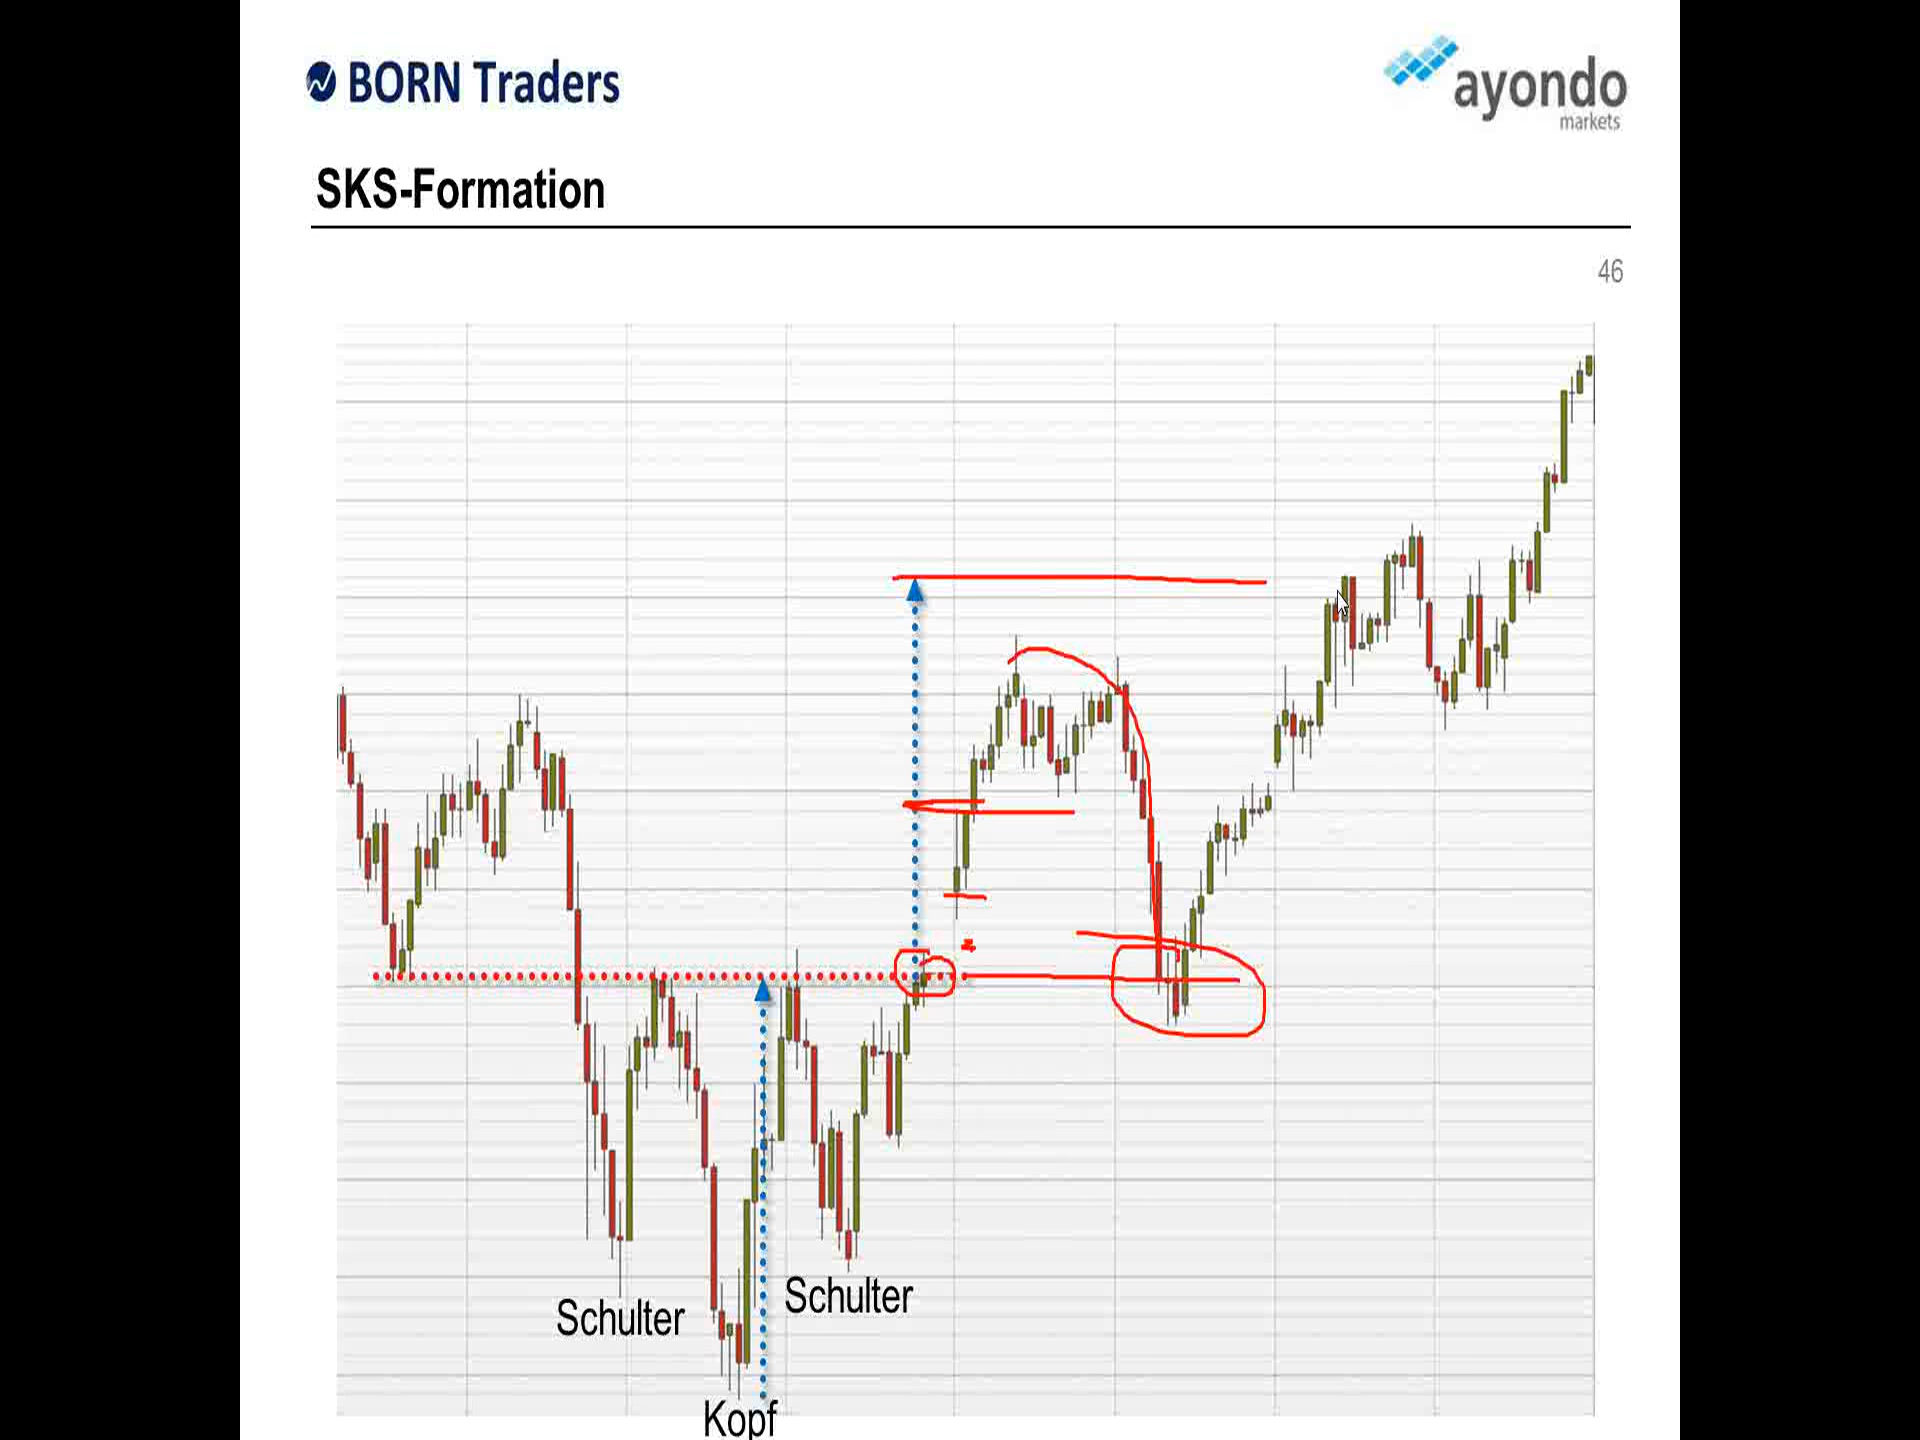 BORN Traders
ayondo
markets
SKS-Formation
46
Schulter
Schulter
Kopf